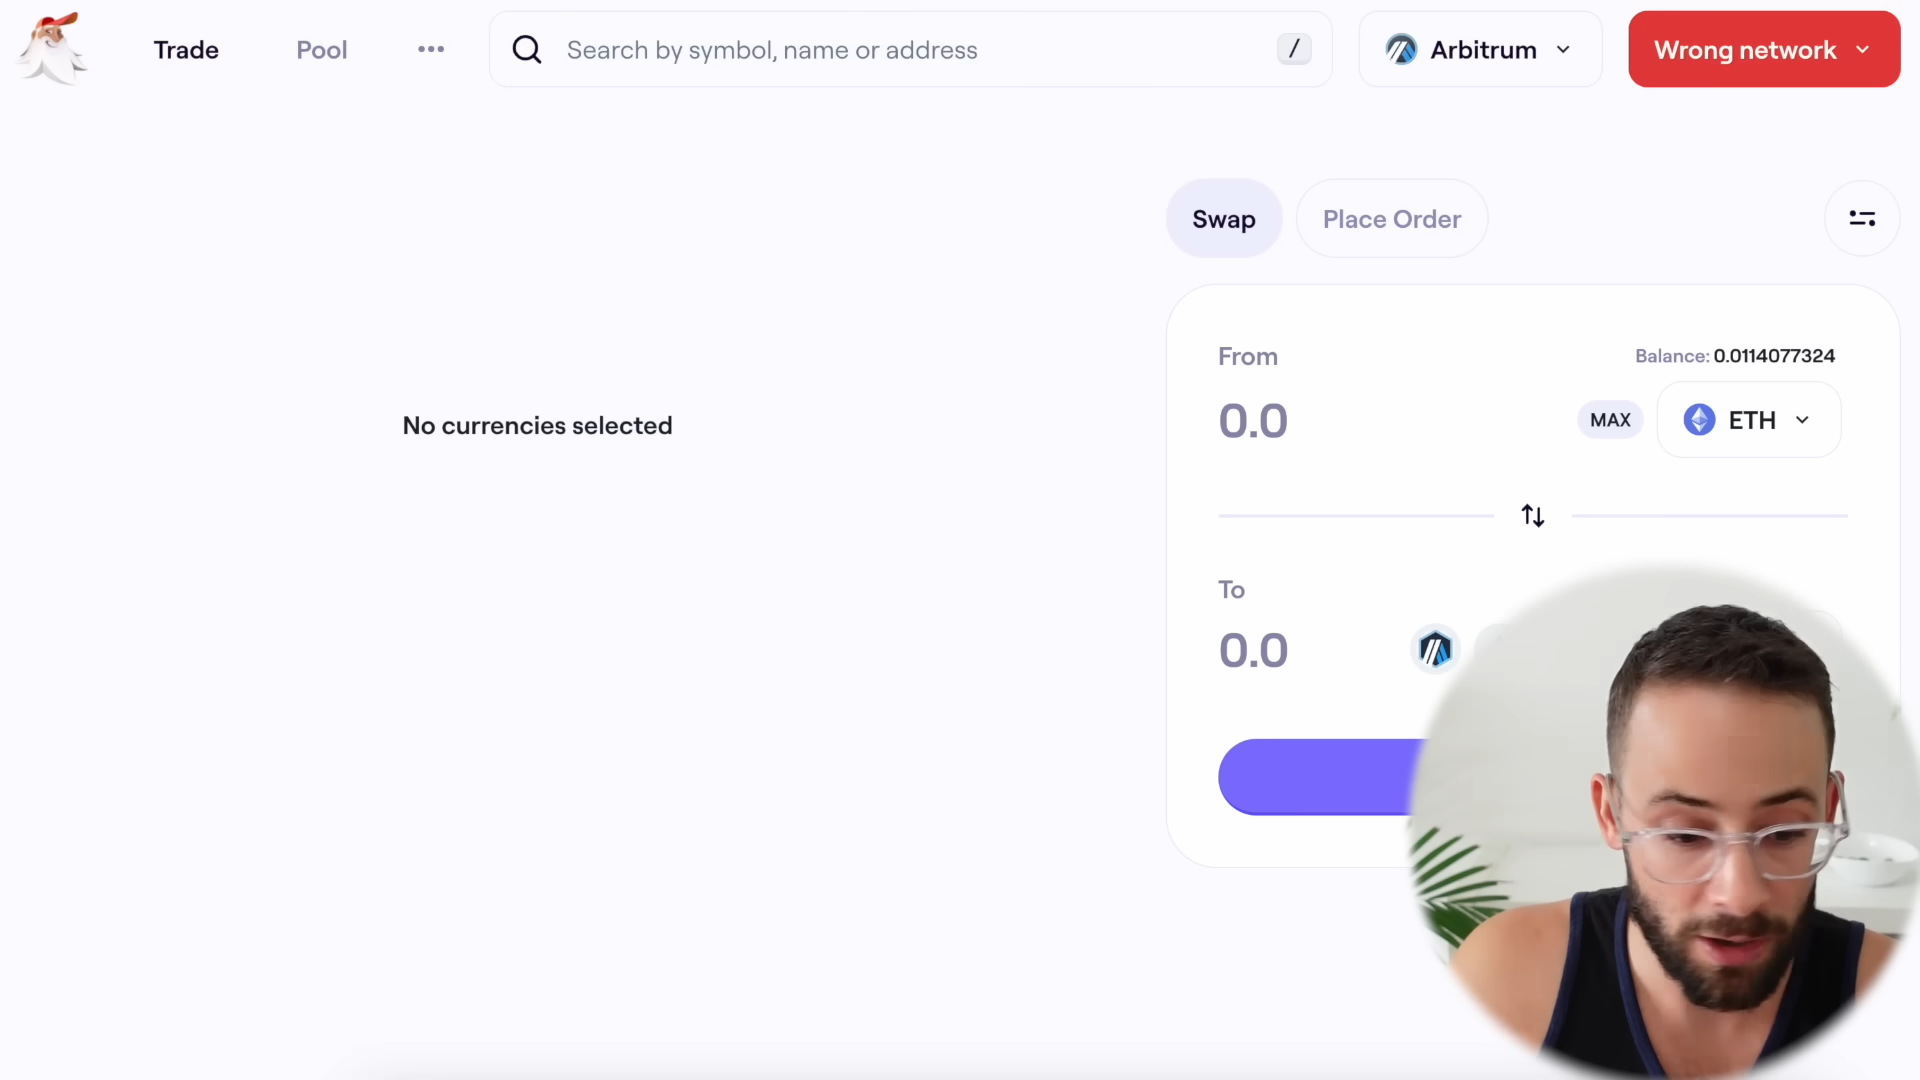 Trade
Pool
Search by symbol, name or address
/
Arbitrum
Wrong network
Swap
Place Order
From
Balance: 0.0114077324
0.0
MAX
ETH
No currencies selected
To
0.0